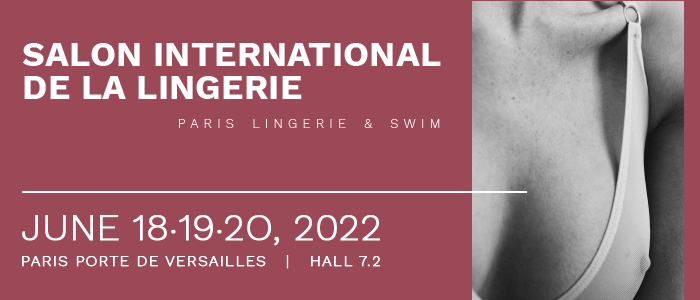 SALON INTERNATIONAL
DE LA LINGERIE
PARIS LINGERIE & SWIM
JUNE 18·19·20, 2022
PARIS PORTE DE VERSAILLES | HALL 7.2